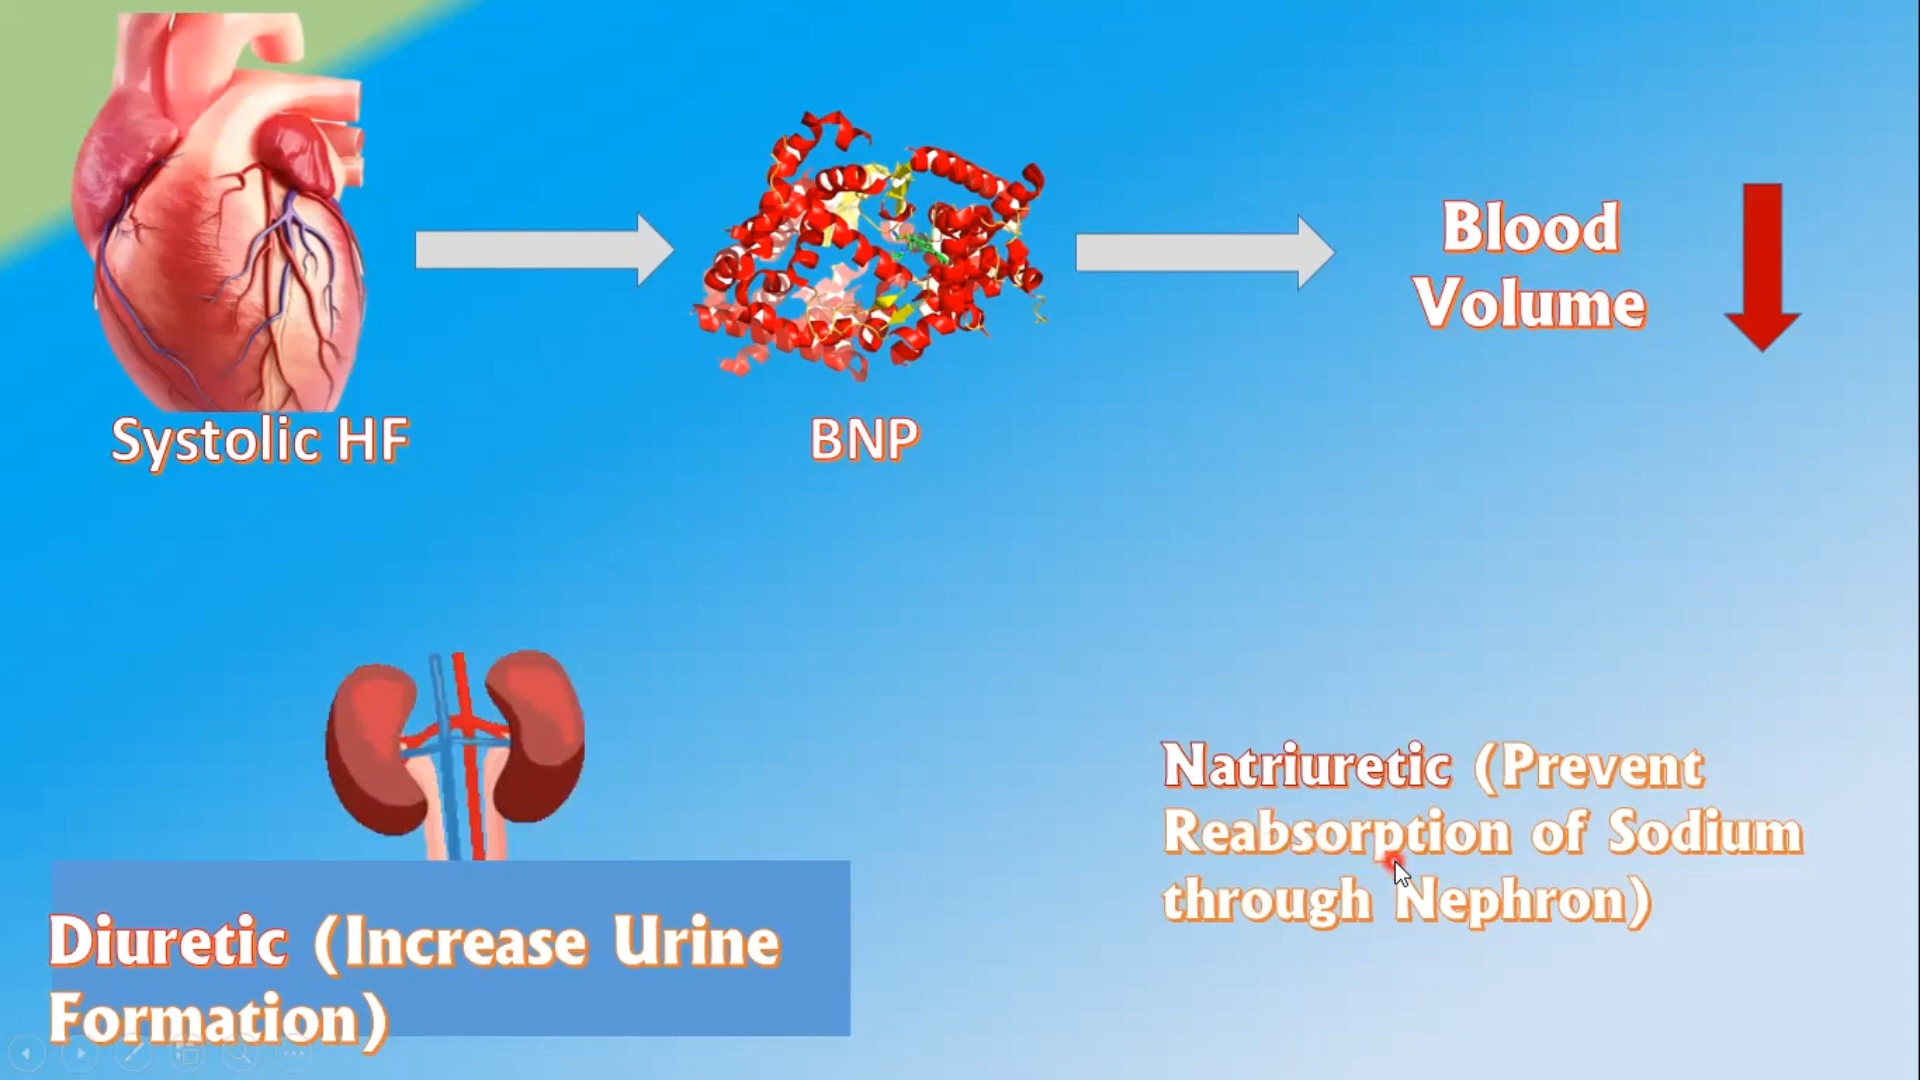 Systolic HF
BNP
Blood
Volume
Diuretic (Increase Urine
Formation)
Natriuretic (Prevent
Reabsorption of Sodium
through Nephron)